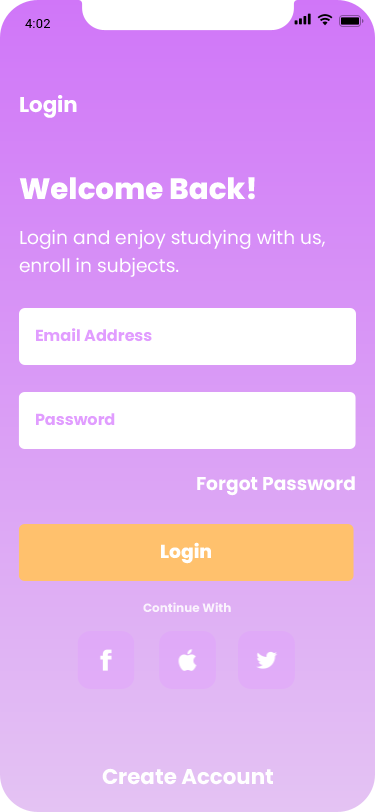 4:02
Login
Welcome Back!
Login and enjoy studying with us,
enroll in subjects.
Email Address
Password
Forgot Password
Login
Continue With
f
Create Account